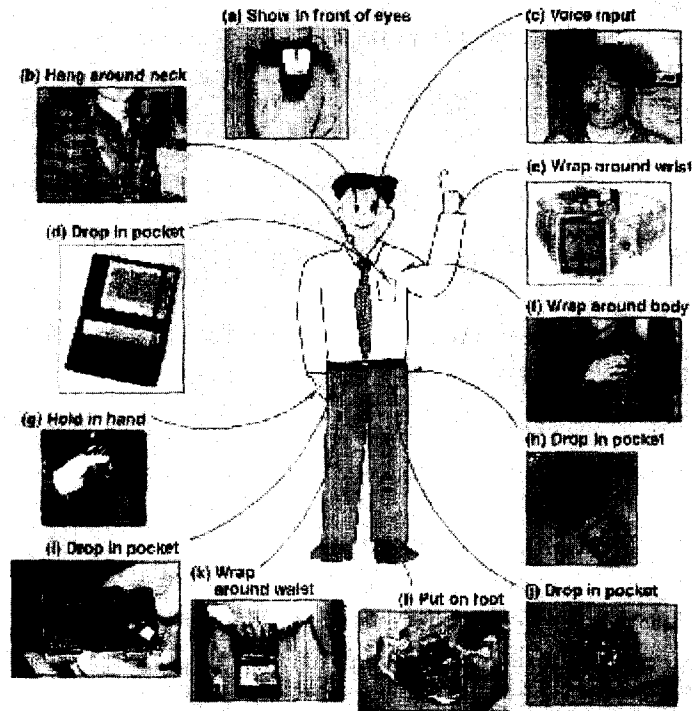 (a) Show in front of eyes
(c) Voice input
(b) Hang around neck
(e) Wrap around wrist
(d) Drop in pocket
(f) Wrap around body
(g) Hold in hand
(h) Drop in pocket
(i) Drop in pocket
(k) Wrap
around waist
(l) Put on foot
(j) Drop in pocket